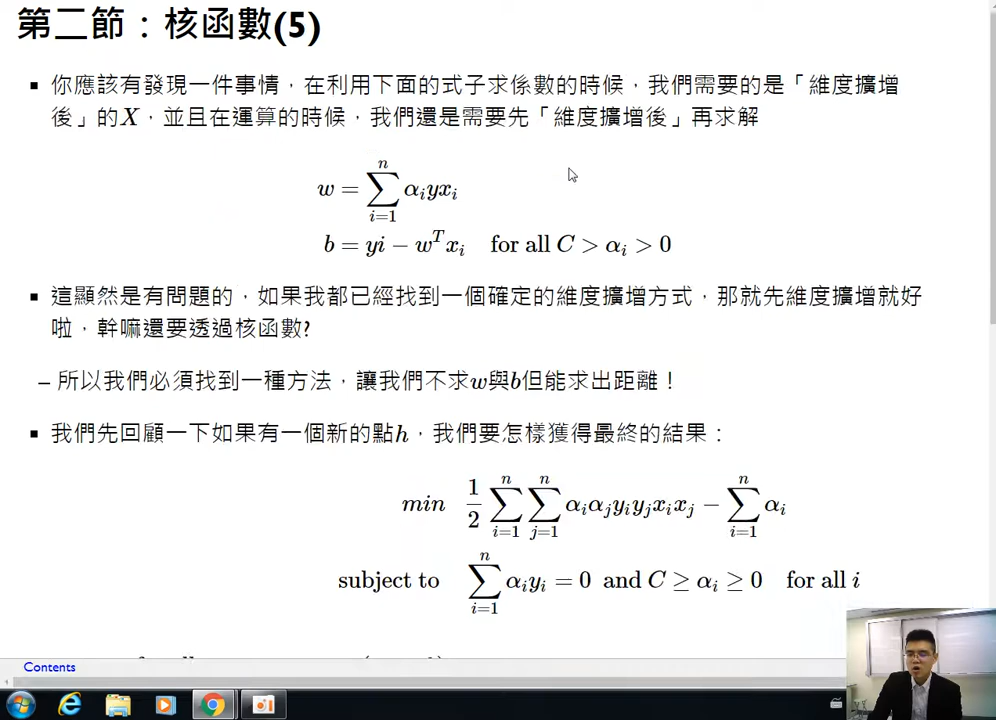 第二節：核函數(5)
▪ 你應該有發現一件事情，在利用下面的式子求係數的時候，我們需要的是「維度擴增
後」的X，並且在運算的時候，我們還是需要先「維度擴增後」再求解
w = \sum_{i=1}^{n} α_i y x_i
b = yi − w^T x_i  for all C > α_i > 0
▪ 這顯然是有問題的，如果我都已經找到一個確定的維度擴增方式，那就先維度擴增就好
啦，幹嘛還要透過核函數?
– 所以我們必須找到一種方法，讓我們不求w與b但能求出距離！
▪ 我們先回顧一下如果有一個新的點h，我們要怎樣獲得最終的結果：
min  \frac{1}{2} \sum_{i=1}^{n} \sum_{j=1}^{n} α_i α_j y_i y_j x_i x_j − \sum_{i=1}^{n} α_i
subject to  \sum_{i=1}^{n} α_i y_i = 0 and C ≥ α_i ≥ 0  for all i
Contents